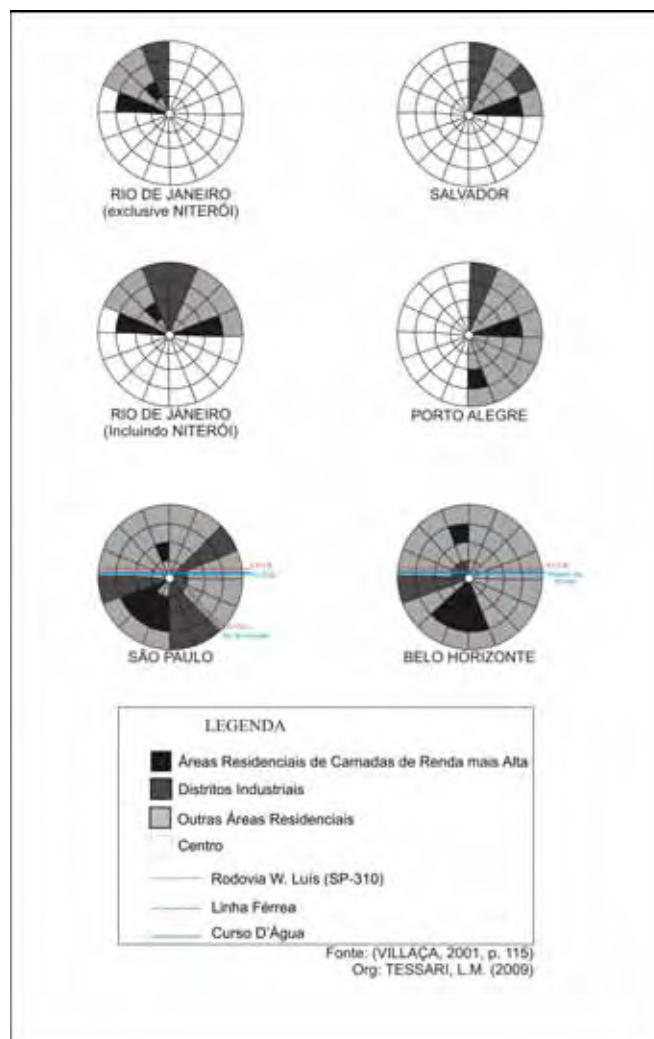 RIO DE JANEIRO
(exclusive NITERÓI)
SALVADOR
RIO DE JANEIRO
(Incluindo NITERÓI)
PORTO ALEGRE
SÃO PAULO
BELO HORIZONTE
LEGENDA
Áreas Residenciais de Camadas de Renda mais Alta
Distritos Industriais
Outras Áreas Residenciais
Centro
Rodovia W. Luís (SP-310)
Linha Férrea
Curso D'Água
Fonte: (VILLAÇA, 2001, p. 115)
Org: TESSARI, L.M. (2009)